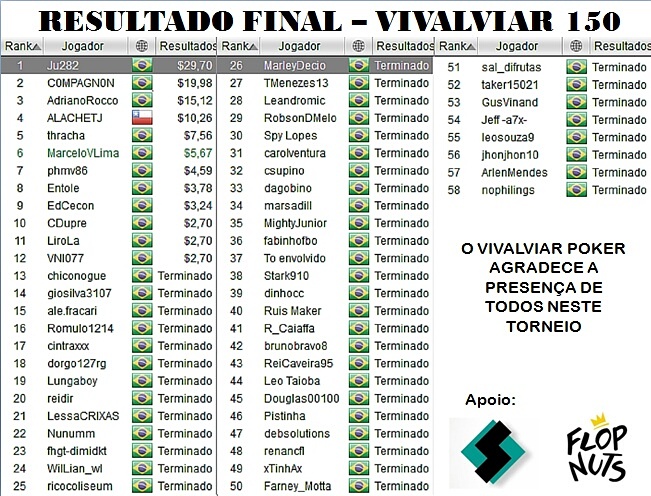 RESULTADO FINAL – VIVALVIAR 150
Rank Jogador Resultados
1 Ju282 $29,70
2 C0MPAGN0N $19,98
3 AdrianoRocco $15,12
4 ALACHETJ $10,26
5 thracha $7,56
6 MarceloVLima $5,67
7 phmv86 $4,59
8 Entole $3,78
9 EdCecon $3,24
10 CDupre $2,70
11 LiroLa $2,70
12 VNI077 $2,70
13 chiconogue Terminado
14 giosilva3107 Terminado
15 ale.fracari Terminado
16 Romulo1214 Terminado
17 cintraxxx Terminado
18 dorgo127rg Terminado
19 Lungaboy Terminado
20 reidir Terminado
21 LessaCRIXAS Terminado
22 Nunumm Terminado
23 fhgt-dimidkt Terminado
24 WilLian_wl Terminado
25 ricocoliseum Terminado
Rank Jogador Resultados
26 MarleyDecio Terminado
27 TMenezes13 Terminado
28 Leandromic Terminado
29 RobsonDMelo Terminado
30 Spy Lopes Terminado
31 carolventura Terminado
32 csupino Terminado
33 dagobino Terminado
34 marsadill Terminado
35 MightyJunior Terminado
36 fabinhofbo Terminado
37 To envolvido Terminado
38 Stark910 Terminado
39 dinhocc Terminado
40 Ruis Maker Terminado
41 R_Caiaffa Terminado
42 brunobravo8 Terminado
43 ReiCaveira95 Terminado
44 Leo Taioba Terminado
45 Douglas00100 Terminado
46 Pistinha Terminado
47 debsolutions Terminado
48 renancfl Terminado
49 xTinhAx Terminado
50 Farney_Motta Terminado
Rank Jogador Resultados
51 sal_difrutas Terminado
52 taker15021 Terminado
53 GusVinand Terminado
54 Jeff -a7x- Terminado
55 leosouza9 Terminado
56 jhonjhon10 Terminado
57 ArlenMendes Terminado
58 nophilings Terminado
O VIVALVIAR POKER
AGRADECE A
PRESENÇA DE
TODOS NESTE
TORNEIO
Apoio:
FLOP
NUTS